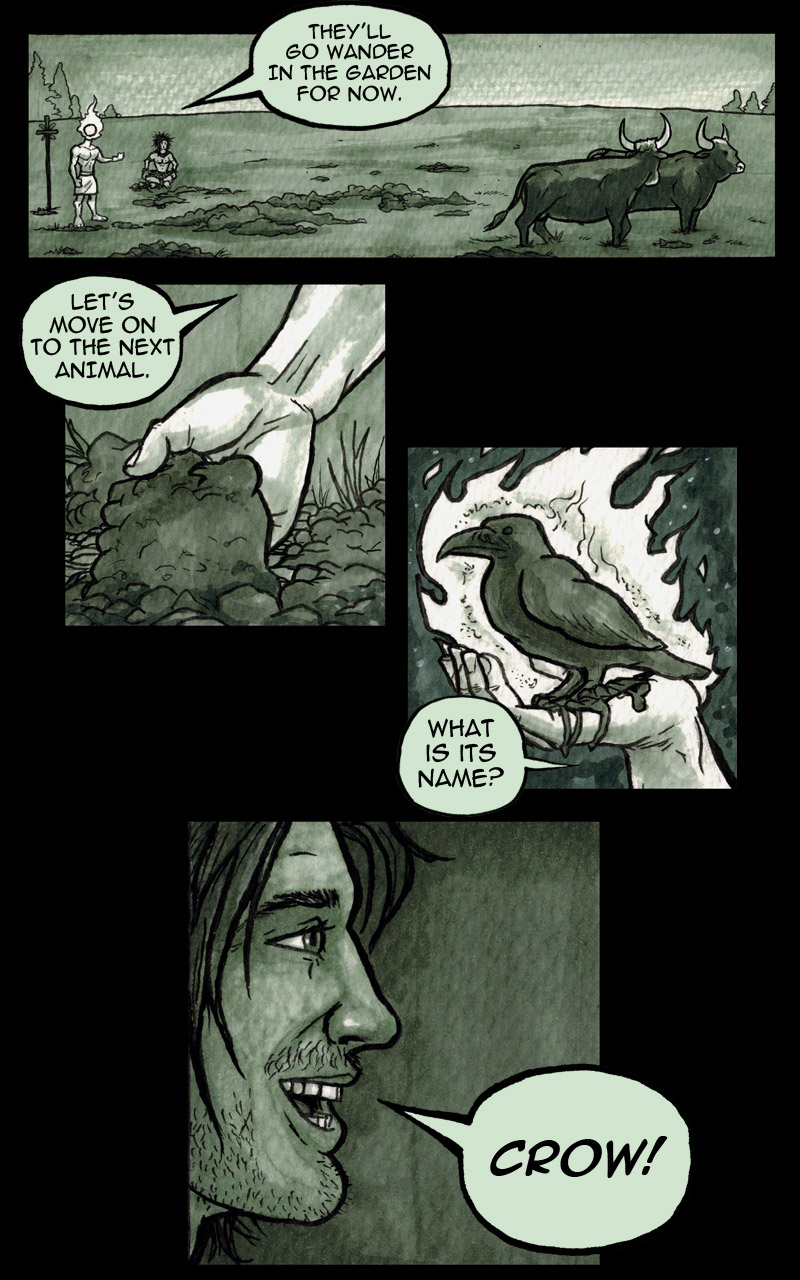 THEY'LL
GO WANDER
IN THE GARDEN
FOR NOW.
LET'S
MOVE ON
TO THE NEXT
ANIMAL.
WHAT
IS ITS
NAME?
CROW!